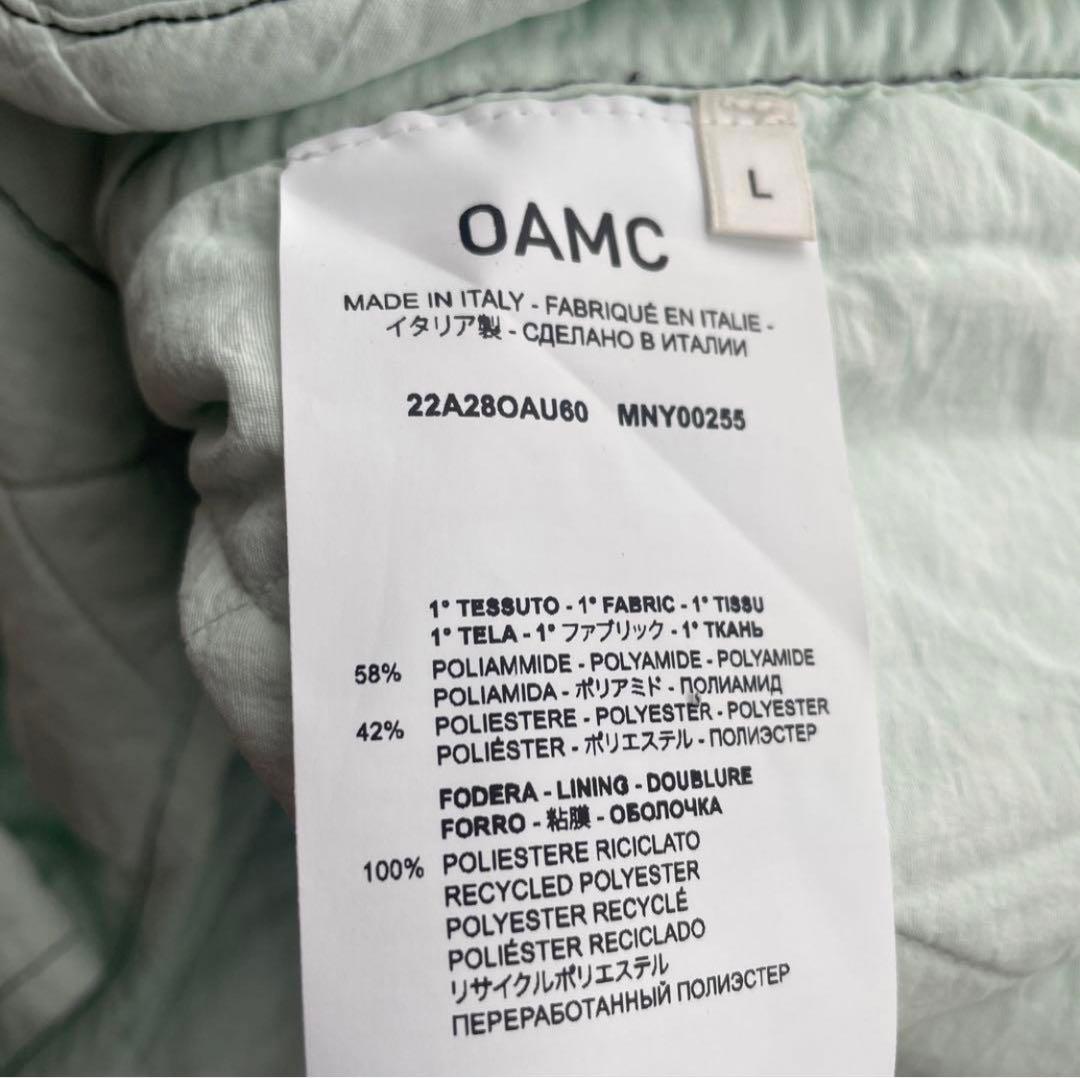 L
OAMC
MADE IN ITALY - FABRIQUÉ EN ITALIE -
イタリア製 - СДЕЛАНО В ИТАЛИИ
22A28OAU60 MNY00255
1° TESSUTO - 1° FABRIC - 1° TISSU
1° TELA - 1° ファブリック - 1° ТКАНЬ
58% POLIAMMIDE - POLYAMIDE - POLYAMIDE
POLIAMIDA - ポリアミド - ПОЛИАМИД
42% POLIESTERE - POLYESTER - POLYESTER
POLIÉSTER - ポリエステル - ПОЛИЭСТЕР
FODERA - LINING - DOUBLURE
FORRO - 粘膜 - ОБОЛОЧКА
100% POLIESTERE RICICLATO
RECYCLED POLYESTER
POLYESTER RECYCLÉ
POLIÉSTER RECICLADO
リサイクルポリエステル
ПЕРЕРАБОТАННЫЙ ПОЛИЭСТЕР